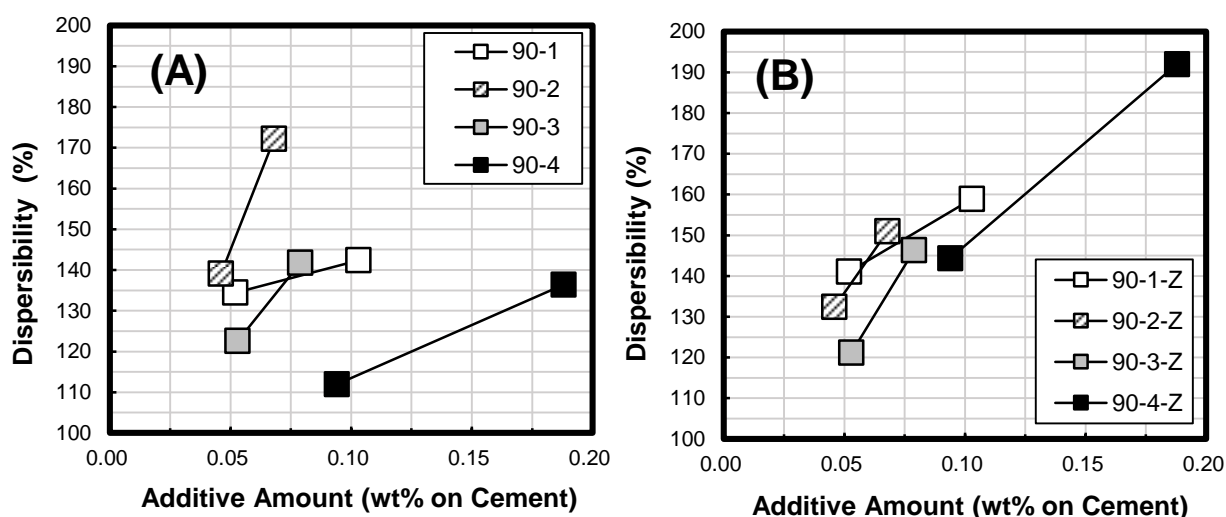 (A)
Dispersibility (%)
200
190
180
170
160
150
140
130
120
110
100
0.00 0.05 0.10 0.15 0.20
Additive Amount (wt% on Cement)
90-1
90-2
90-3
90-4
(B)
Dispersibility (%)
200
190
180
170
160
150
140
130
120
110
100
0.00 0.05 0.10 0.15 0.20
Additive Amount (wt% on Cement)
90-1-Z
90-2-Z
90-3-Z
90-4-Z